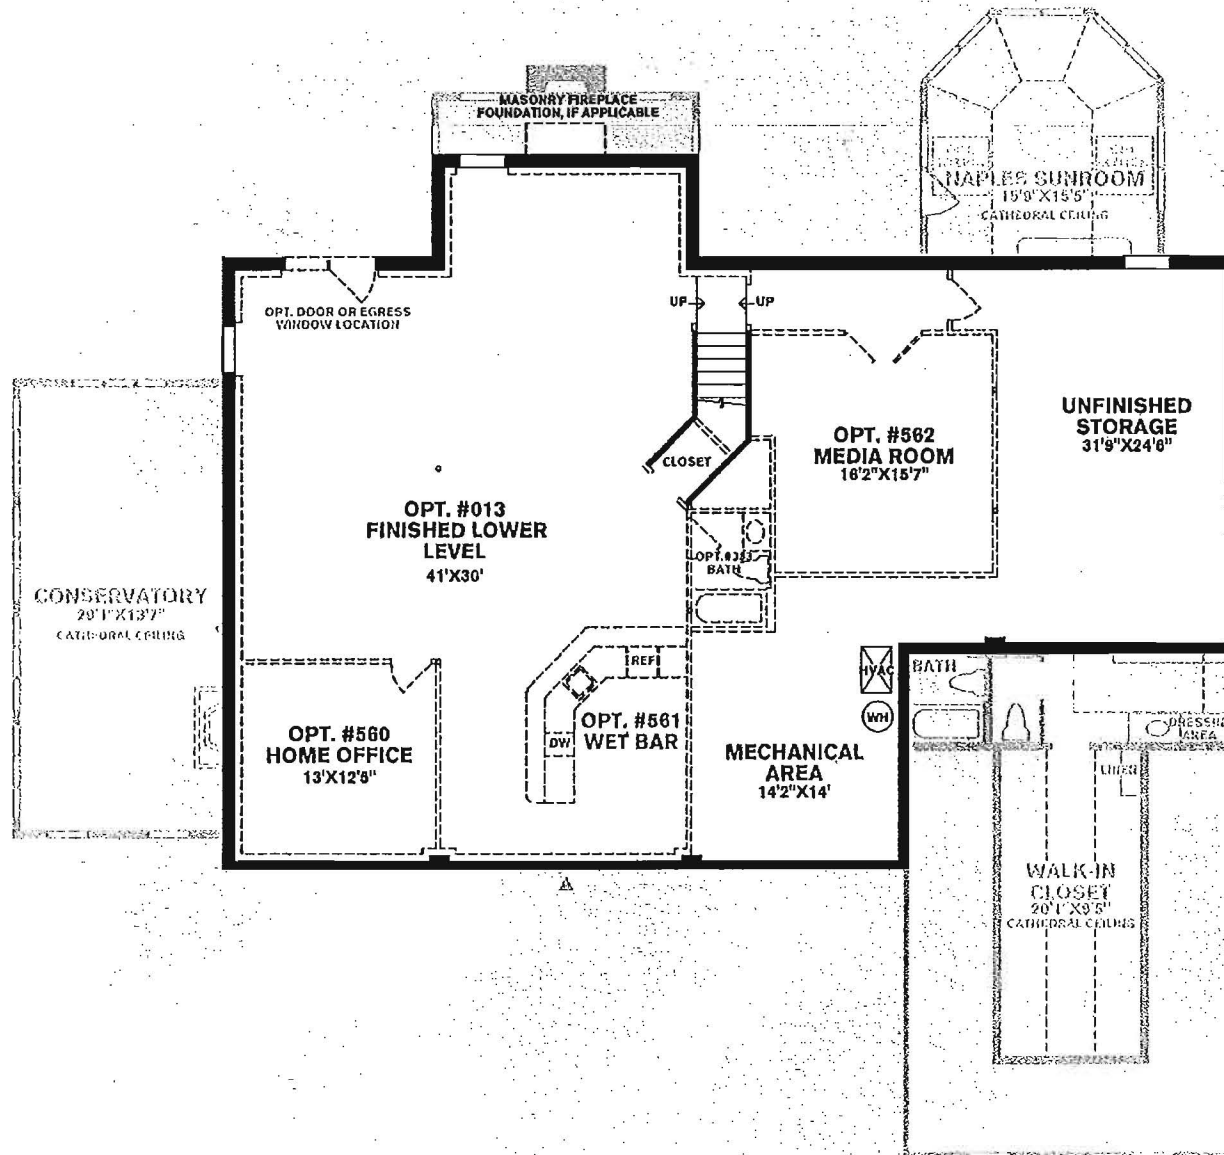 MASONRY FIREPLACE
FOUNDATION, IF APPLICABLE
NAPLES SUNROOM
15'9"X15'5"
CATHEDRAL CEILING
OPT. DOOR OR EGRESS
WINDOW LOCATION
UP
UP
CLOSET
OPT. #562
MEDIA ROOM
16'2"X15'7"
UNFINISHED
STORAGE
31'9"X24'6"
OPT. #013
FINISHED LOWER
LEVEL
41'X30'
BATH
CONSERVATORY
20'1"X13'7"
CATHEDRAL CEILING
REF
HVAC
WH
DW
OPT. #561
WET BAR
OPT. #560
HOME OFFICE
13'X12'8"
MECHANICAL
AREA
14'2"X14'
BATH
DRESSING
AREA
LINEN
WALK-IN
CLOSET
20'1"X9'5"
CATHEDRAL CEILING